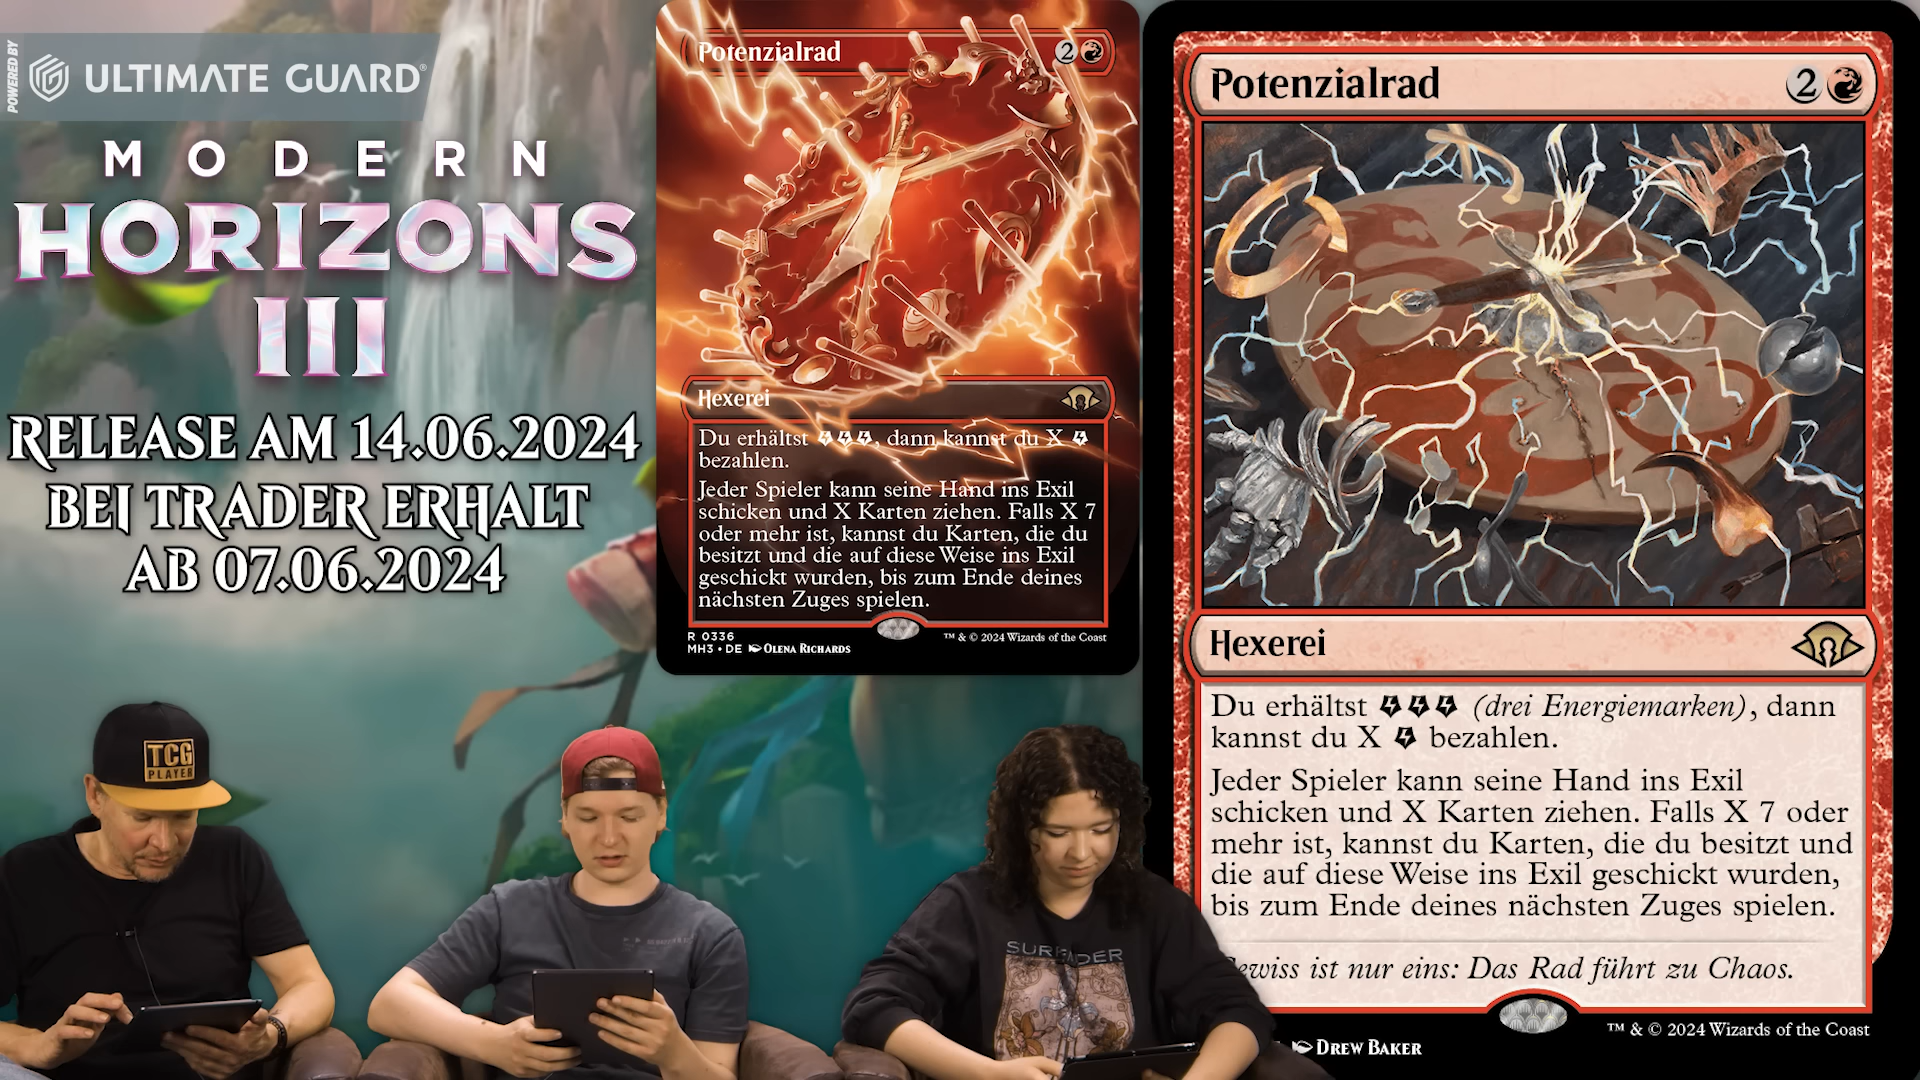 POWERED BY
ULTIMATE GUARD®
MODERN
HORIZONS
III
RELEASE AM 14.06.2024
BEI TRADER ERHALT
AB 07.06.2024
Potenzialrad 2
Hexerei
Du erhältst , dann kannst du X
bezahlen.
Jeder Spieler kann seine Hand ins Exil
schicken und X Karten ziehen. Falls X 7
oder mehr ist, kannst du Karten, die du
besitzt und die auf diese Weise ins Exil
geschickt wurden, bis zum Ende deines
nächsten Zuges spielen.
R 0336
MH3 • DE OLENA RICHARDS
™ & © 2024 Wizards of the Coast
Potenzialrad 2
Hexerei
Du erhältst (drei Energiemarken), dann
kannst du X bezahlen.
Jeder Spieler kann seine Hand ins Exil
schicken und X Karten ziehen. Falls X 7 oder
mehr ist, kannst du Karten, die du besitzt und
die auf diese Weise ins Exil geschickt wurden,
bis zum Ende deines nächsten Zuges spielen.
ist nur eins: Das Rad führt zu Chaos.
DREW BAKER
™ & © 2024 Wizards of the Coast
TCG
PLAYER